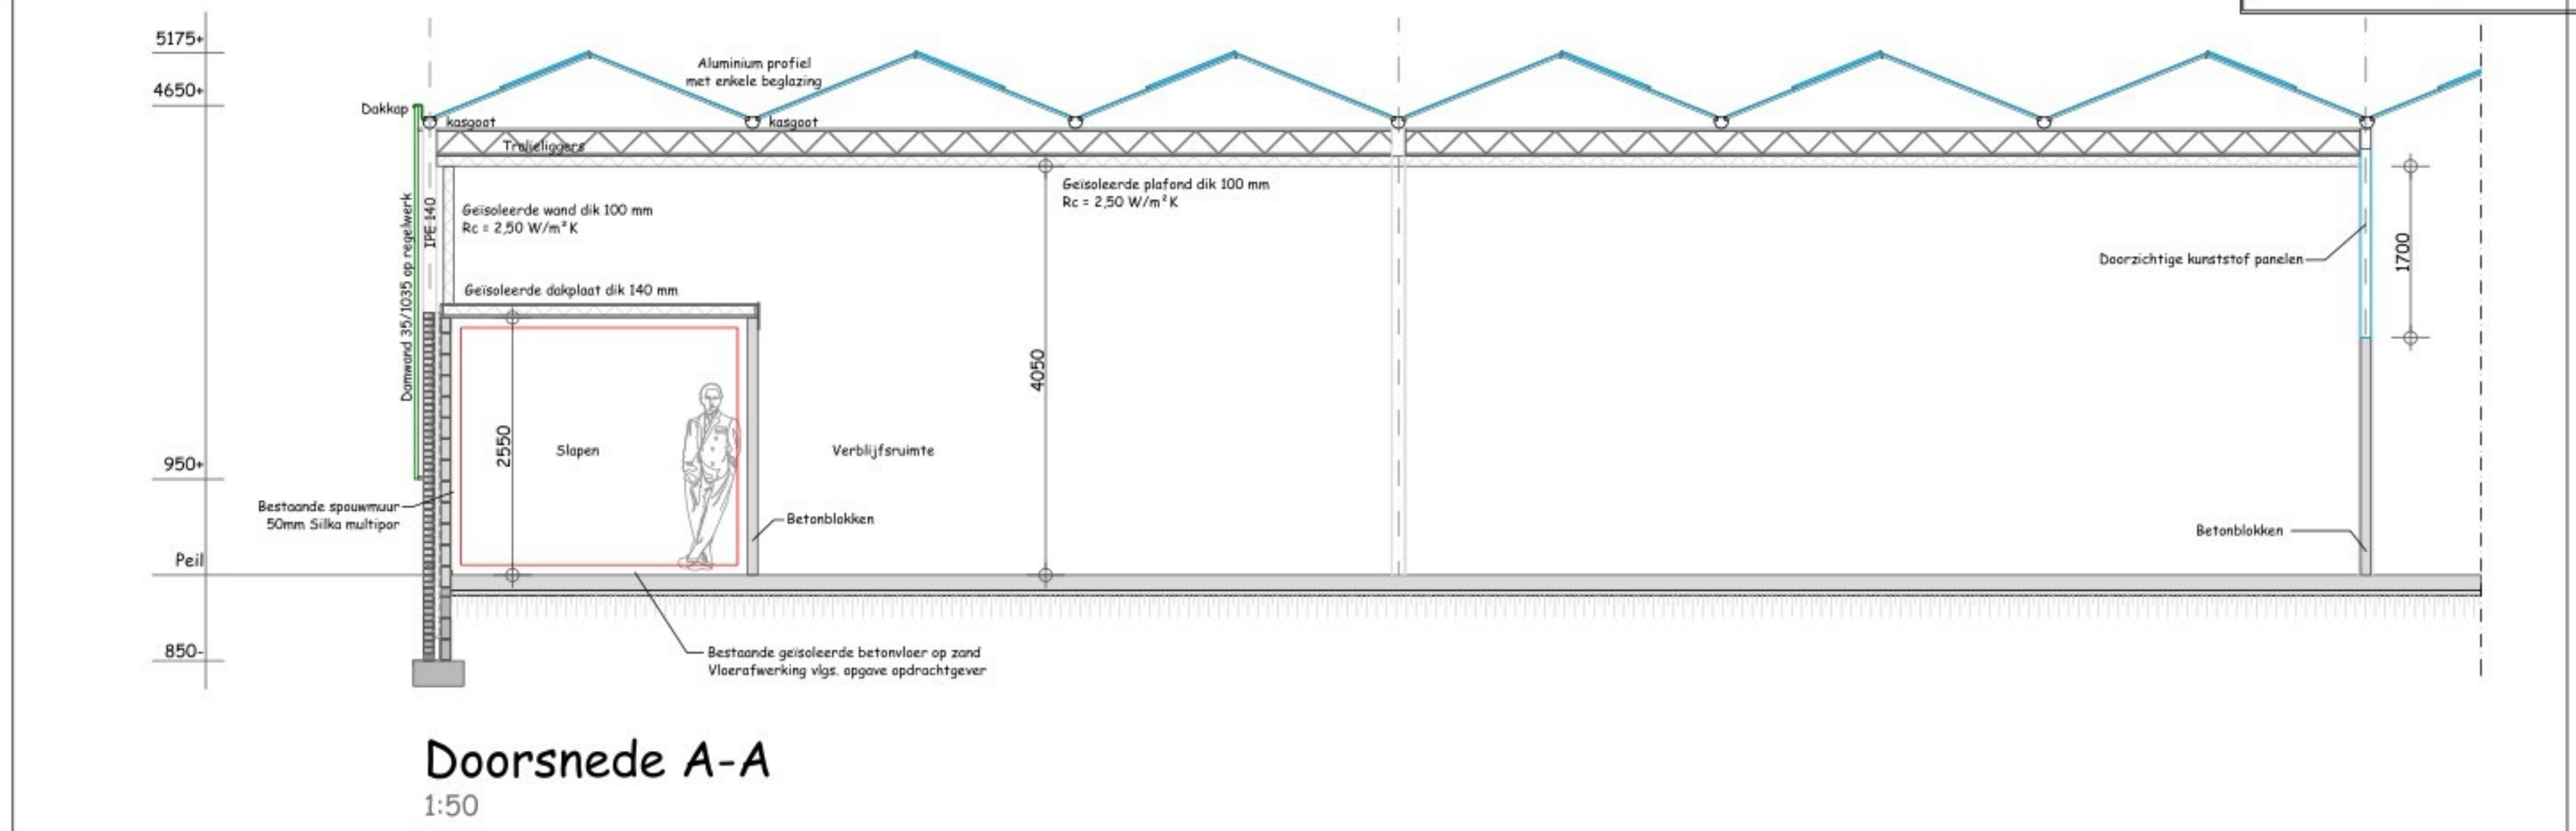 5175+
4650+
Dakkap
Aluminium profiel
met enkele beglazing
kasgoot
kasgoot
Tralieliggers
Damwand 35/1035 op regelwerk
IPE 140
Geïsoleerde wand dik 100 mm
Rc = 2,50 W/m²K
Geïsoleerde plafond dik 100 mm
Rc = 2,50 W/m²K
Doorzichtige kunststof panelen
1700
Geïsoleerde dakplaat dik 140 mm
4050
2550
Slapen
Verblijfsruimte
950+
Bestaande spouwmuur
50mm Silka multipor
Betonblokken
Betonblokken
Peil
850-
Bestaande geïsoleerde betonvloer op zand
Vloerafwerking vlgs. opgave opdrachtgever
Doorsnede A-A
1:50